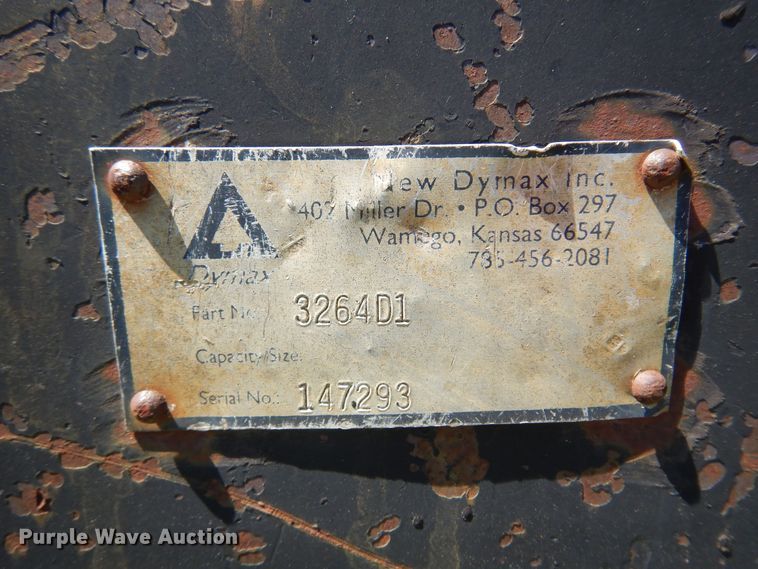 New Dymax Inc.
402 Miller Dr. • P.O. Box 297
Wamego, Kansas 66547
785-456-2081
Dymax
Part No.: 3264D1
Capacity/Size:
Serial No.: 147293
Purple Wave Auction